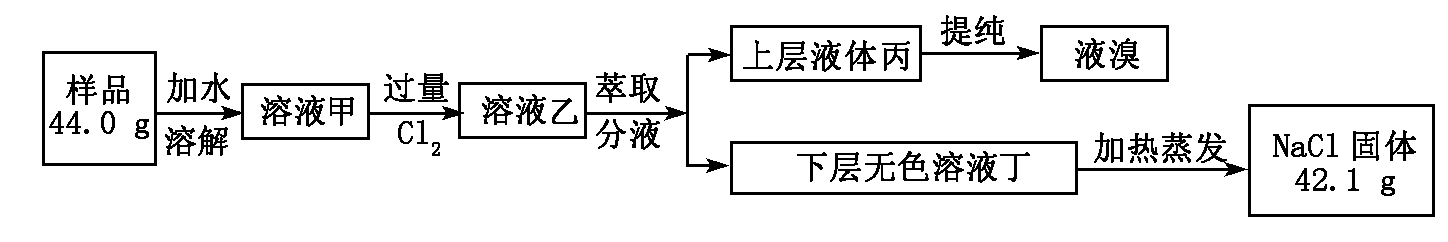 样品
44.0 g
加水
溶解
溶液甲
过量
Cl₂
溶液乙
萃取
分液
上层液体丙
提纯
液溴
下层无色溶液丁
加热蒸发
NaCl 固体
42.1 g